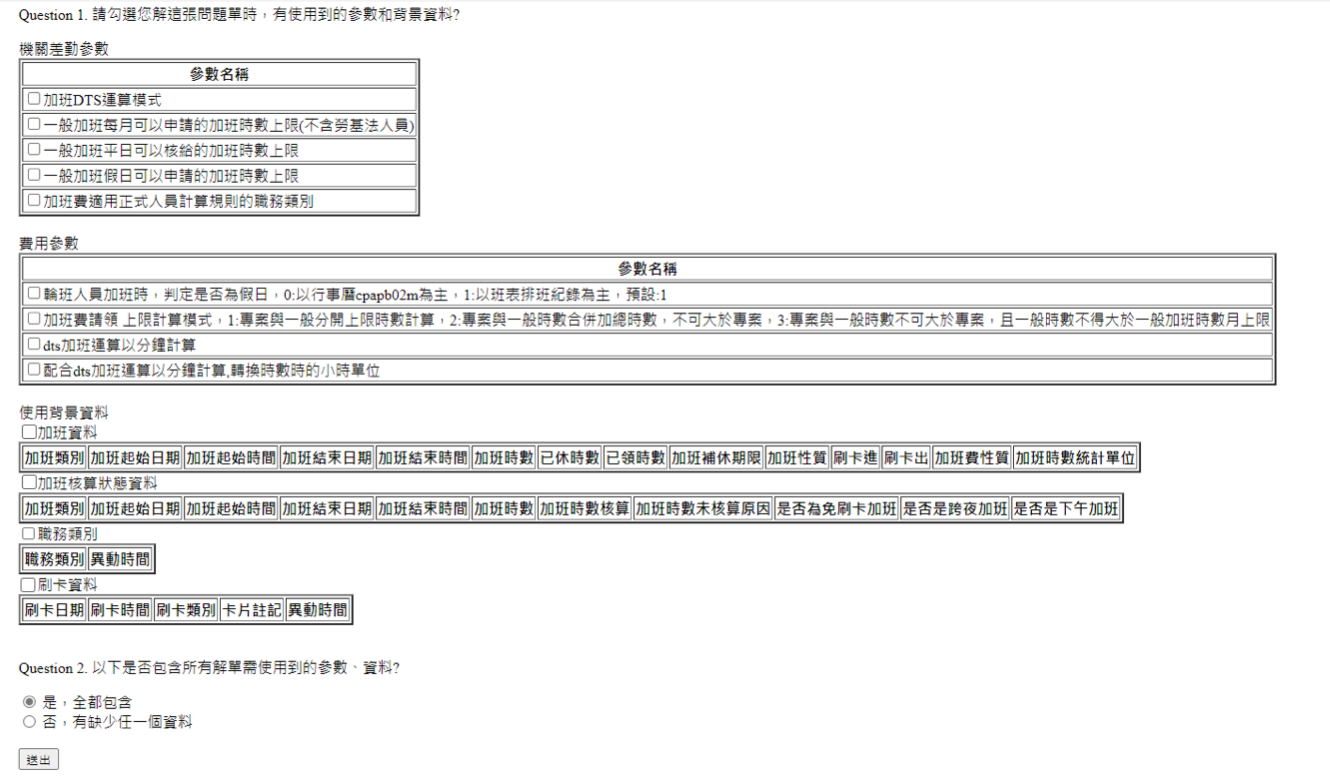 Question 1. 請勾選您解這張問題單時，有使用到的參數和背景資料?
機關差勤參數
參數名稱
加班DTS運算模式
一般加班每月可以申請的加班時數上限(不含勞基法人員)
一般加班平日可以核給的加班時數上限
一般加班假日可以申請的加班時數上限
加班費適用正式人員計算規則的職務類別
費用參數
參數名稱
輪班人員加班時，判定是否為假日，0:以行事曆cpapb02m為主，1:以班表排班紀錄為主，預設:1
加班費請領 上限計算模式，1:專案與一般分開上限時數計算，2:專案與一般時數合併加總時數，不可大於專案，3:專案與一般時數不可大於專案，且一般時數不得大於一般加班時數月上限
dts加班運算以分鐘計算
配合dts加班運算以分鐘計算,轉換時數時的小時單位
使用背景資料
加班資料
加班類別 加班起始日期 加班起始時間 加班結束日期 加班結束時間 加班時數 已休時數 已領時數 加班補休期限 加班性質 刷卡進 刷卡出 加班費性質 加班時數統計單位
加班核算狀態資料
加班類別 加班起始日期 加班起始時間 加班結束日期 加班結束時間 加班時數 加班時數核算 加班時數未核算原因 是否為免刷卡加班 是否是跨夜加班 是否是下午加班
職務類別
職務類別 異動時間
刷卡資料
刷卡日期 刷卡時間 刷卡類別 卡片註記 異動時間
Question 2. 以下是否包含所有解單需使用到的參數、資料?
是，全都包含
否，有缺少任一個資料
送出